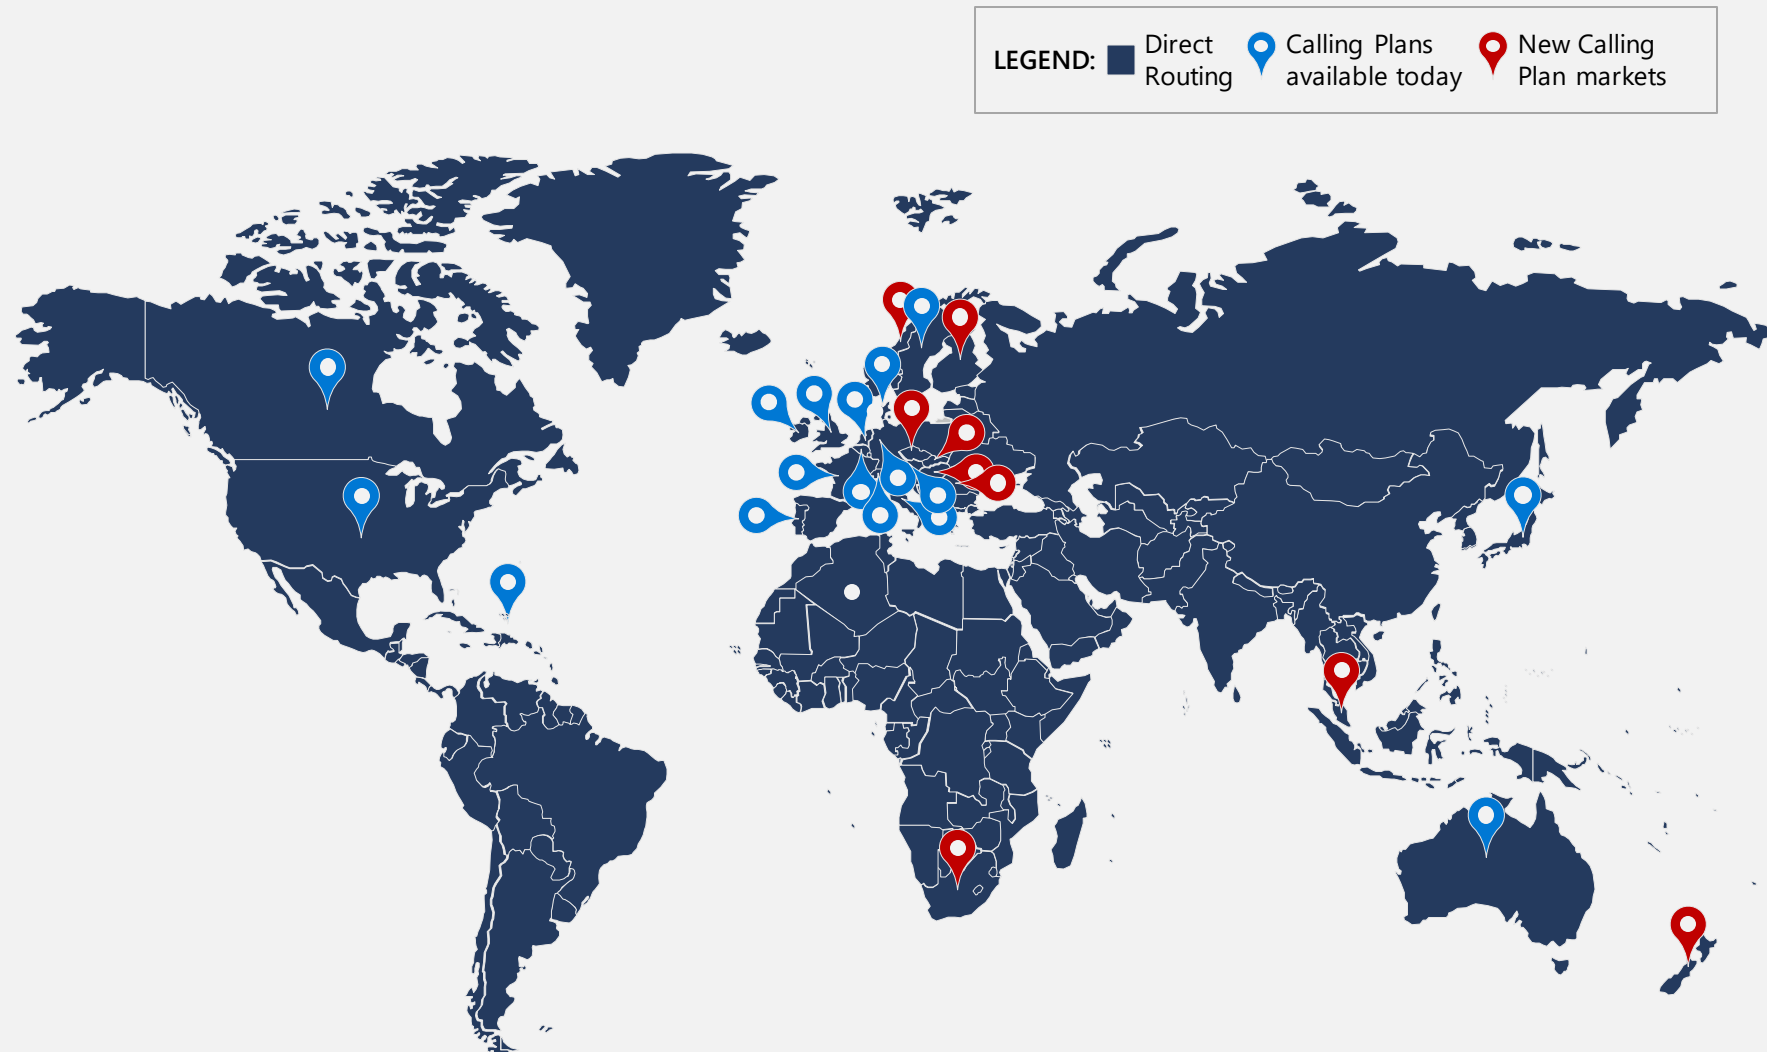 LEGEND:
Direct
Routing
Calling Plans
available today
New Calling
Plan markets